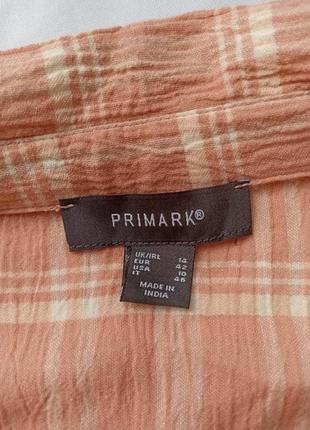 PRIMARK®
UK/IRL 14
EUR 42
USA 10
IT 46
MADE IN
INDIA